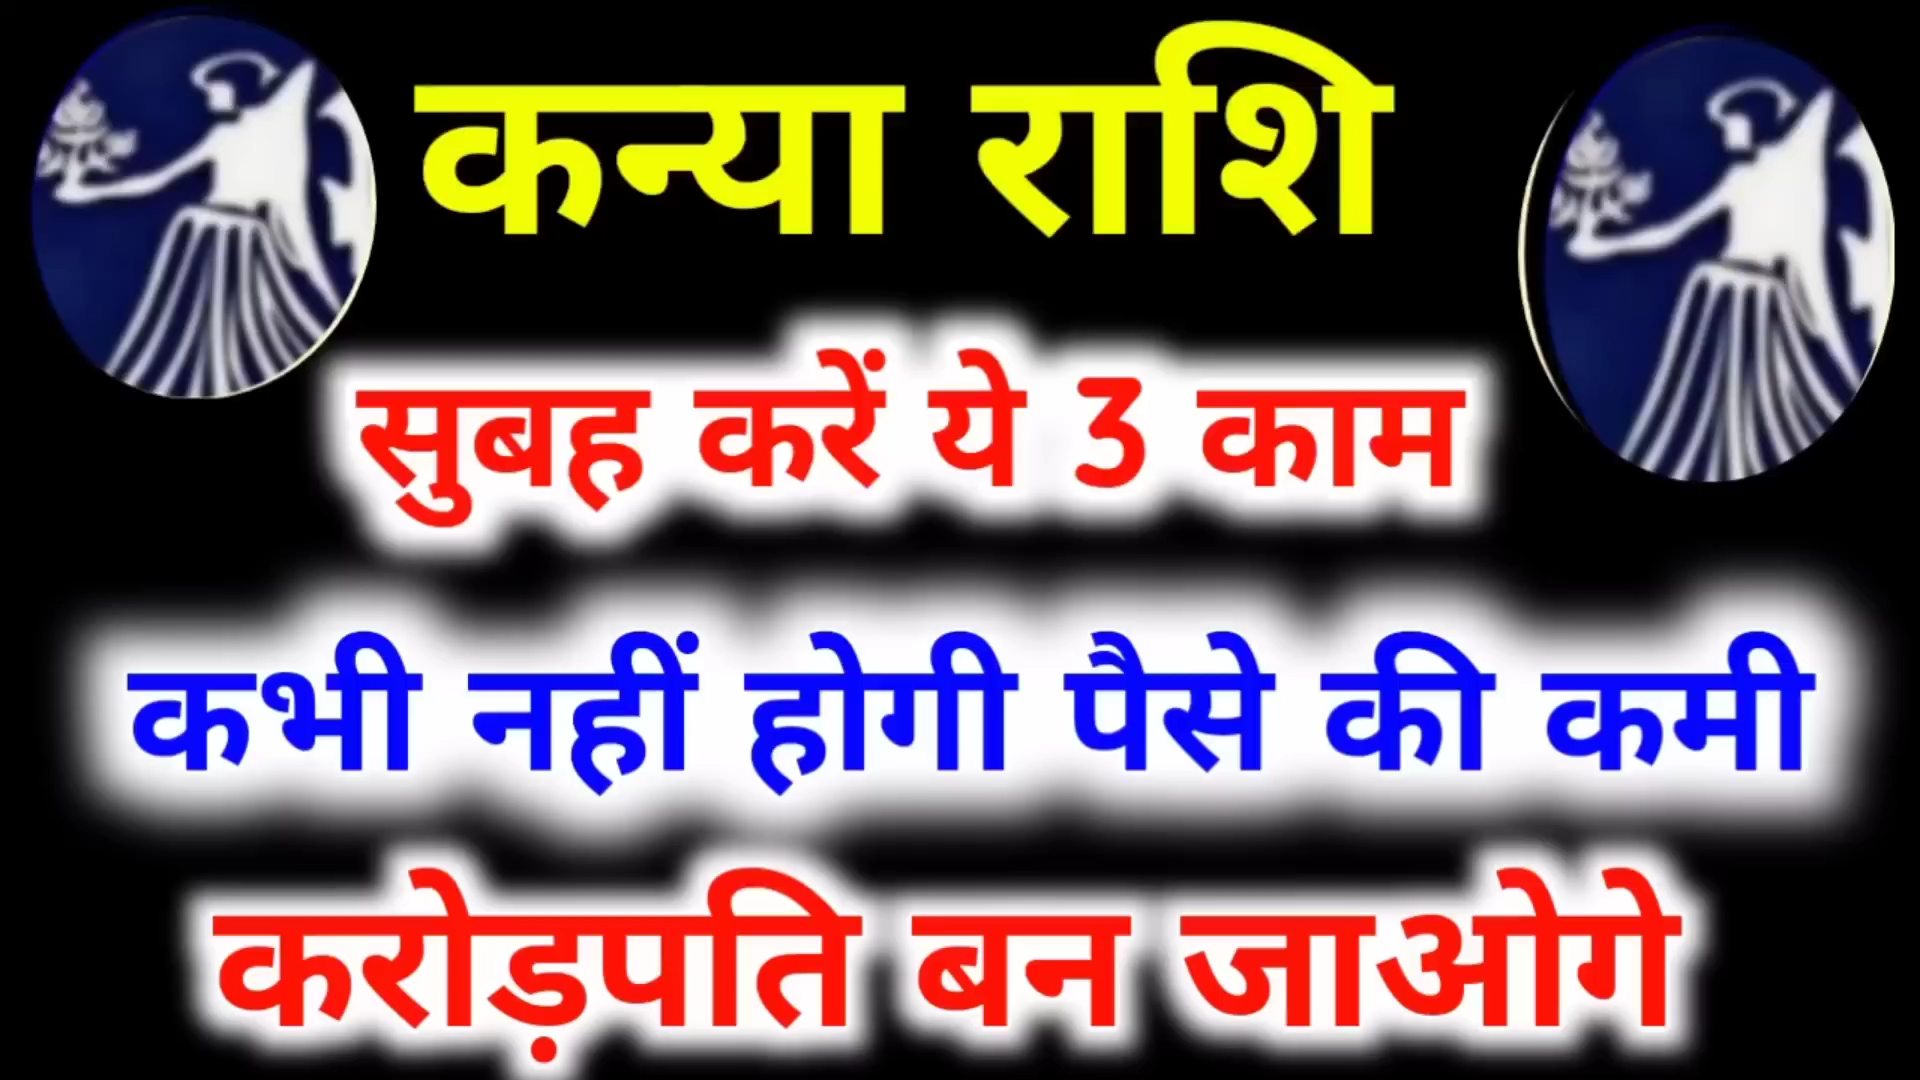 कन्या राशि
सुबह करें ये 3 काम
कभी नहीं होगी पैसे की कमी
करोड़पति बन जाओगे